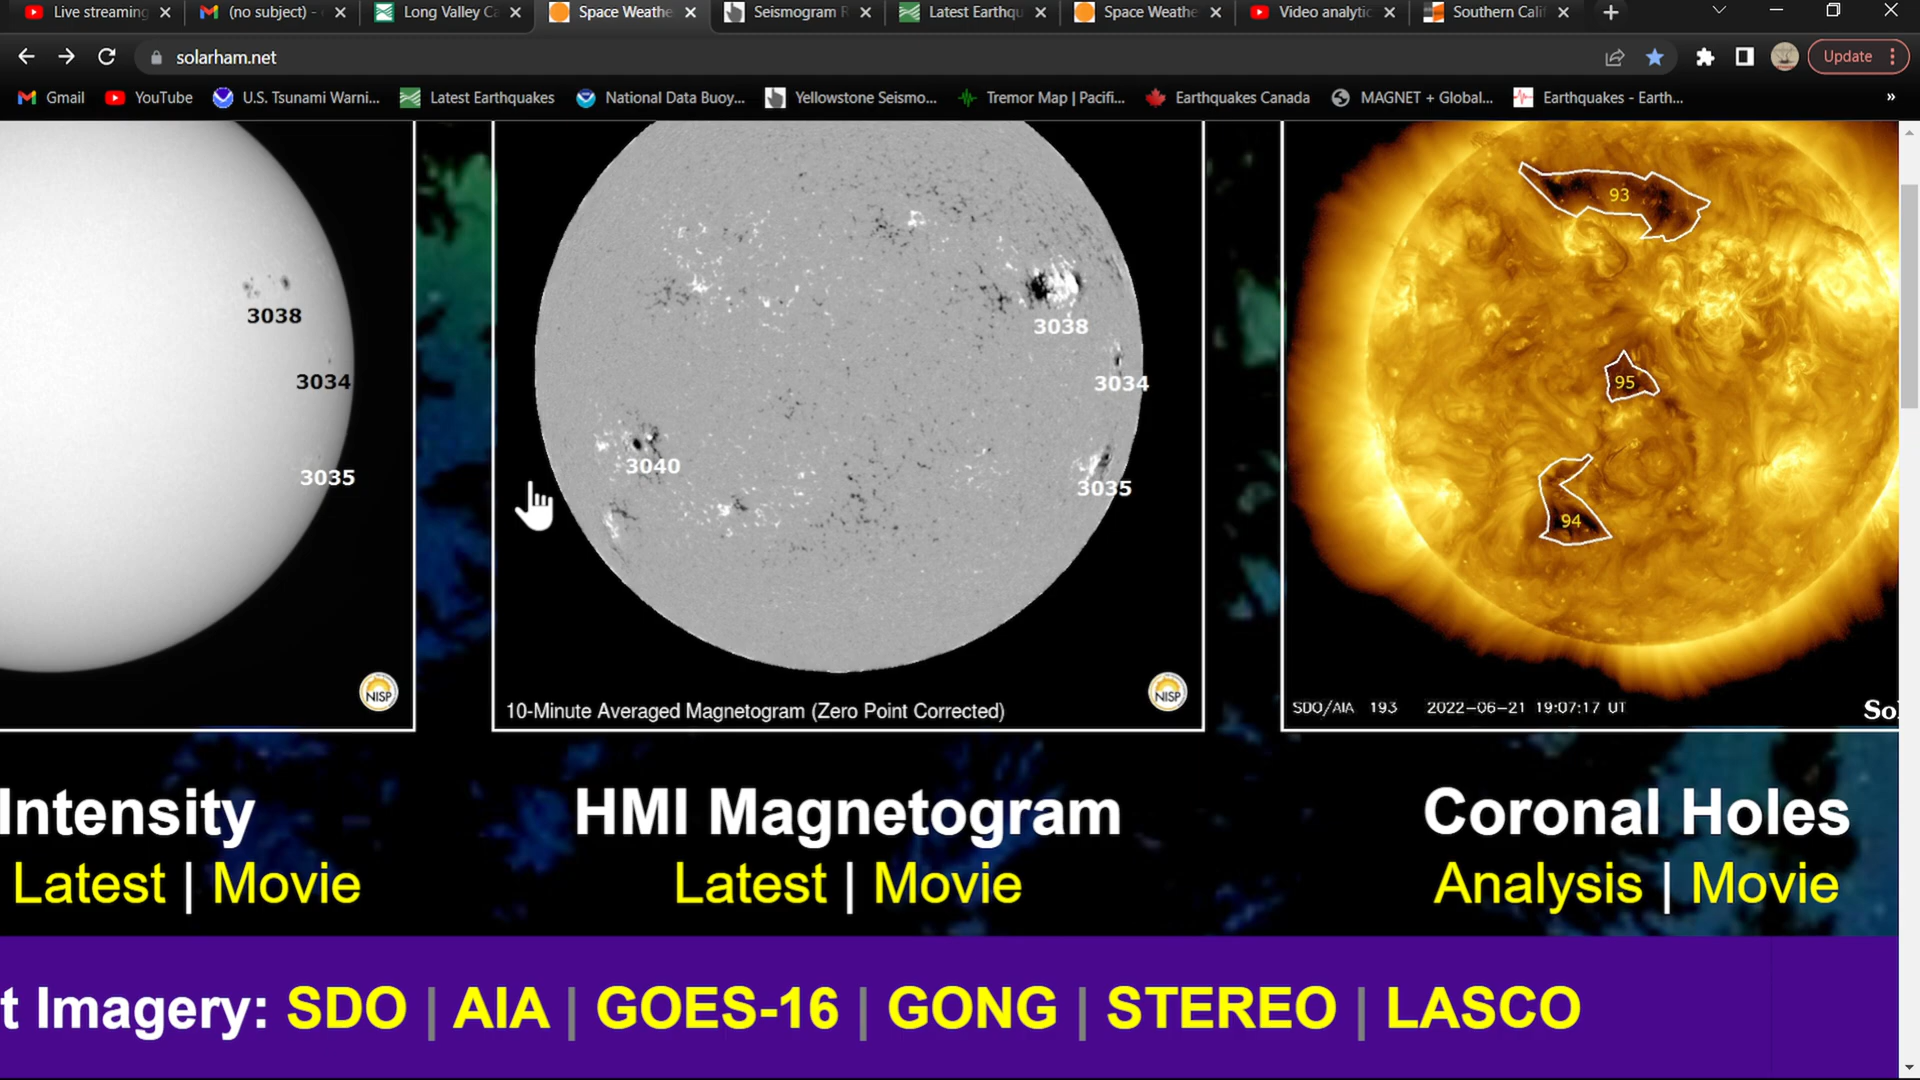 Live streaming
(no subject) -
Long Valley Ca
Space Weathe
Seismogram R
Latest Earthqu
Space Weathe
Video analytic
Southern Cali
solarham.net
Update
Gmail
YouTube
U.S. Tsunami Warni...
Latest Earthquakes
National Data Buoy...
Yellowstone Seismo...
Tremor Map | Pacifi...
Earthquakes Canada
MAGNET + Global...
Earthquakes - Earth...
»
3038
3034
3035
NISP
3038
3034
3040
3035
10-Minute Averaged Magnetogram (Zero Point Corrected)
NISP
93
95
94
SDO/AIA 193 2022-06-21 19:07:17 UT
Sol
Intensity
Latest | Movie
HMI Magnetogram
Latest | Movie
Coronal Holes
Analysis | Movie
t Imagery: SDO | AIA | GOES-16 | GONG | STEREO | LASCO